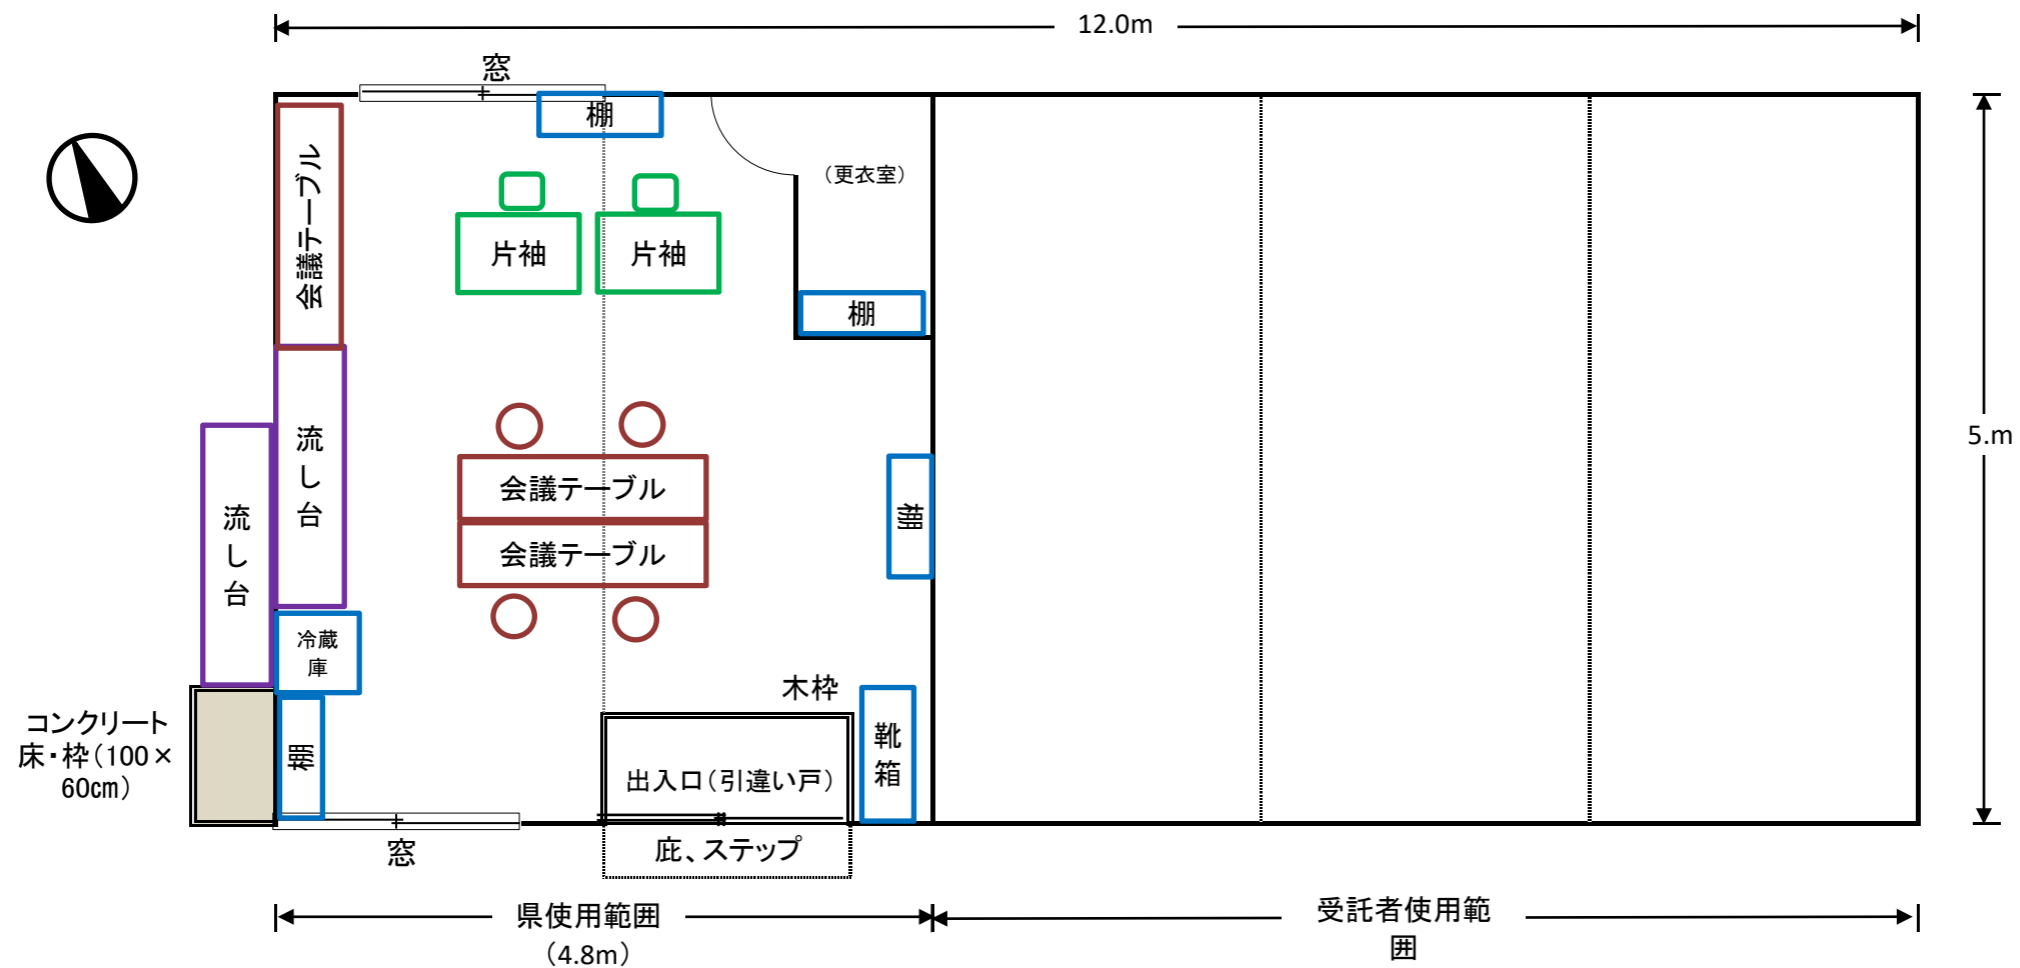 12.0m
窓
棚
会議テーブル
(更衣室)
片袖
片袖
棚
流し台
流し台
会議テーブル
会議テーブル
棚
5.m
冷蔵
庫
木枠
コンクリート
床・枠(100×
60㎝)
棚
出入口(引違い戸)
靴箱
窓
庇、ステップ
県使用範囲
(4.8m)
受託者使用範
囲